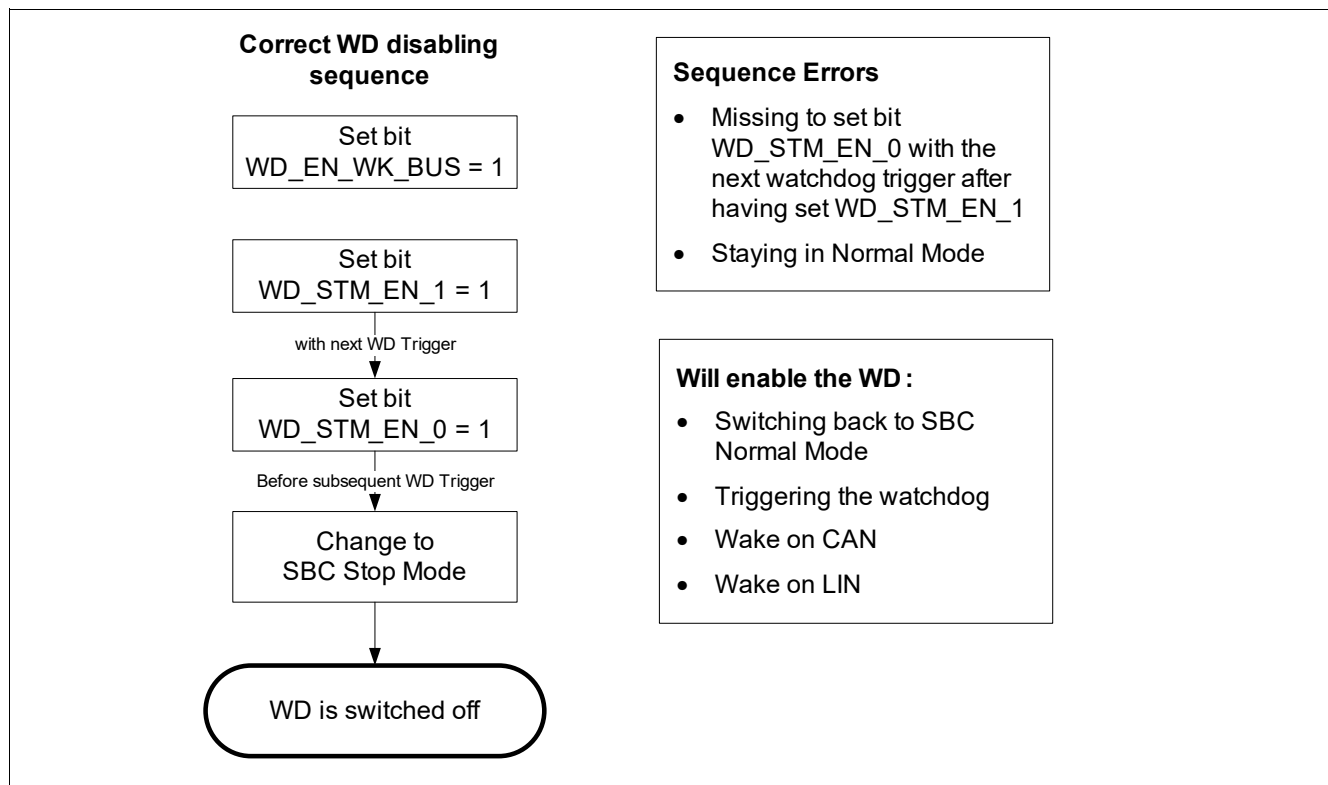 Correct WD disabling
sequence
Set bit
WD_EN_WK_BUS = 1
Set bit
WD_STM_EN_1 = 1
with next WD Trigger
Set bit
WD_STM_EN_0 = 1
Before subsequent WD Trigger
Change to
SBC Stop Mode
WD is switched off
Sequence Errors
• Missing to set bit
WD_STM_EN_0 with the
next watchdog trigger after
having set WD_STM_EN_1
• Staying in Normal Mode
Will enable the WD:
• Switching back to SBC
Normal Mode
• Triggering the watchdog
• Wake on CAN
• Wake on LIN